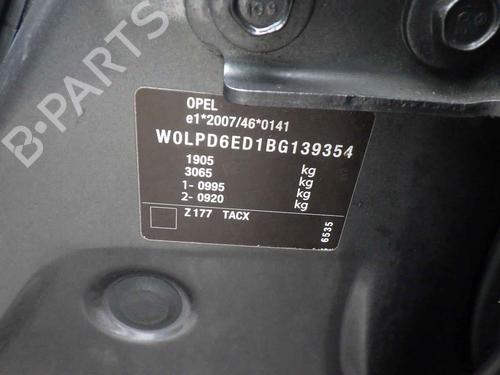 B-PARTS
OPEL
e1*2007/46*0141
W0LPD6ED1BG139354
1905 kg
3065 kg
1- 0995 kg
2- 0920 kg
Z 177 TACX
6535